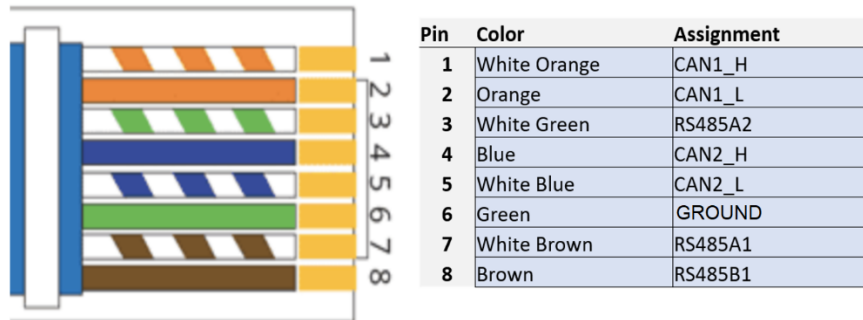 1
2
3
4
5
6
7
8
Pin Color Assignment
1 White Orange CAN1_H
2 Orange CAN1_L
3 White Green RS485A2
4 Blue CAN2_H
5 White Blue CAN2_L
6 Green GROUND
7 White Brown RS485A1
8 Brown RS485B1